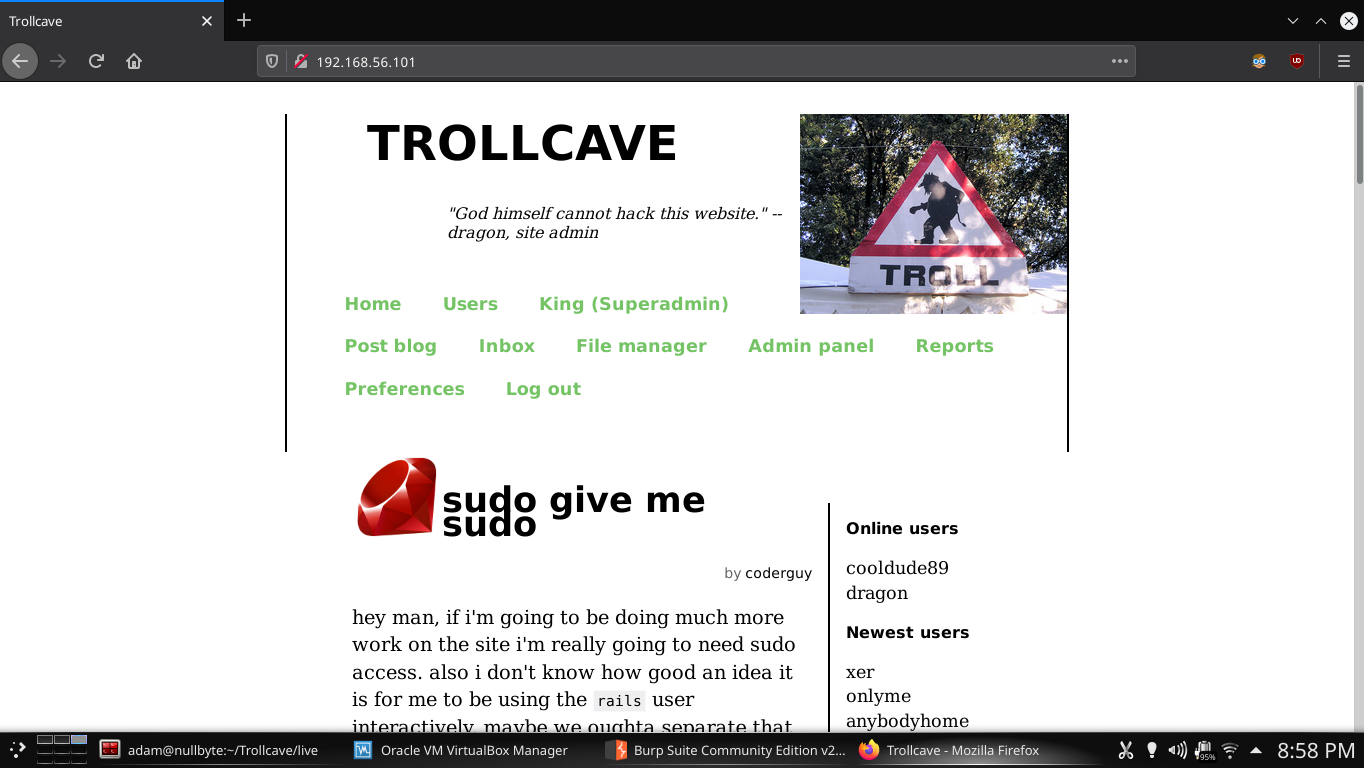 Trollcave
192.168.56.101
TROLLCAVE
"God himself cannot hack this website." --
dragon, site admin
TROLL
Home Users King (Superadmin)
Post blog Inbox File manager Admin panel Reports
Preferences Log out
sudo give me
sudo
by coderguy
hey man, if i'm going to be doing much more
work on the site i'm really going to need sudo
access. also i don't know how good an idea it
is for me to be using the rails user
interactively, maybe we oughta separate that
Online users
cooldude89
dragon
Newest users
xer
onlyme
anybodyhome
adam@nullbyte:~/Trollcave/live
Oracle VM VirtualBox Manager
Burp Suite Community Edition v2...
Trollcave - Mozilla Firefox
95%
8:58 PM